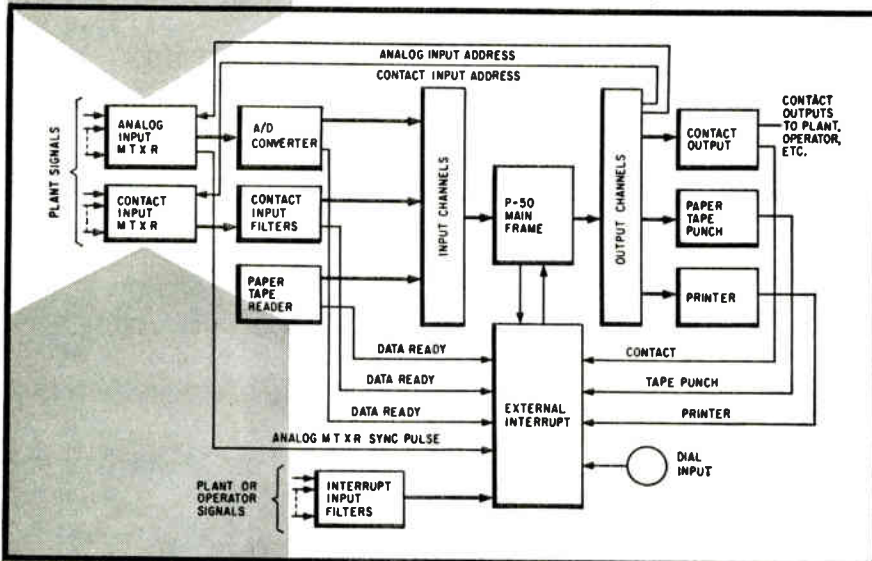 ANALOG INPUT ADDRESS
CONTACT INPUT ADDRESS
PLANT SIGNALS
ANALOG
INPUT
M T X R
A/D
CONVERTER
CONTACT
INPUT
M T X R
CONTACT
INPUT
FILTERS
PAPER
TAPE
READER
INPUT CHANNELS
P-50
MAIN
FRAME
OUTPUT CHANNELS
CONTACT
OUTPUT
CONTACT
OUTPUTS
TO PLANT,
OPERATOR,
ETC.
PAPER
TAPE
PUNCH
PRINTER
DATA READY
DATA READY
DATA READY
ANALOG M T X R SYNC PULSE
EXTERNAL
INTERRUPT
CONTACT
TAPE PUNCH
PRINTER
DIAL
INPUT
PLANT OR
OPERATOR
SIGNALS
INTERRUPT
INPUT
FILTERS